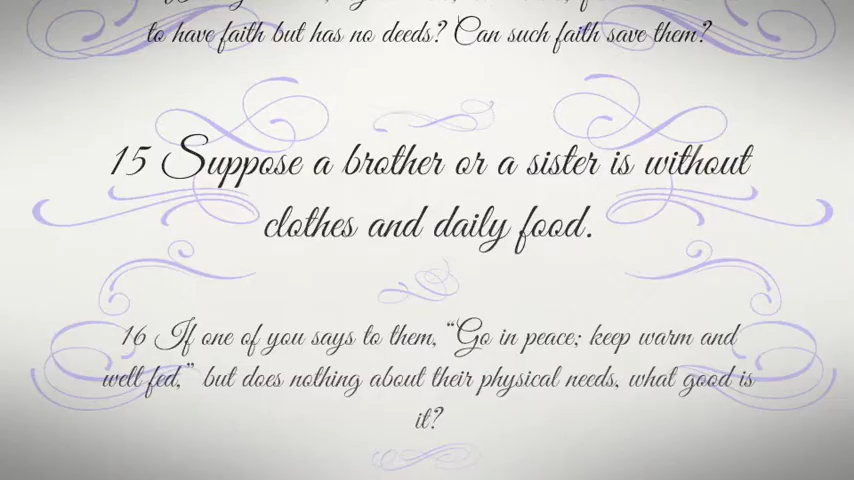 to have faith but has no deeds? Can such faith save them?
15 Suppose a brother or a sister is without
clothes and daily food.
16 If one of you says to them, “Go in peace; keep warm and
well fed,” but does nothing about their physical needs, what good is
it?